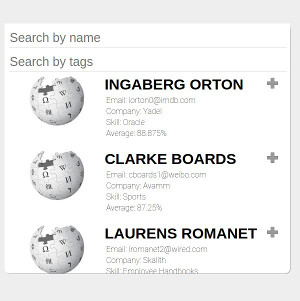 Search by name
Search by tags
INGABERG ORTON
Email: iorton0@imdb.com
Company: Yadel
Skill: Oracle
Average: 88.875%
CLARKE BOARDS
Email: cboards1@weibo.com
Company: Avamm
Skill: Sports
Average: 87.25%
LAURENS ROMANET
Email: lromanet2@wired.com
Company: Skalith
Skill: Employee Handbooks